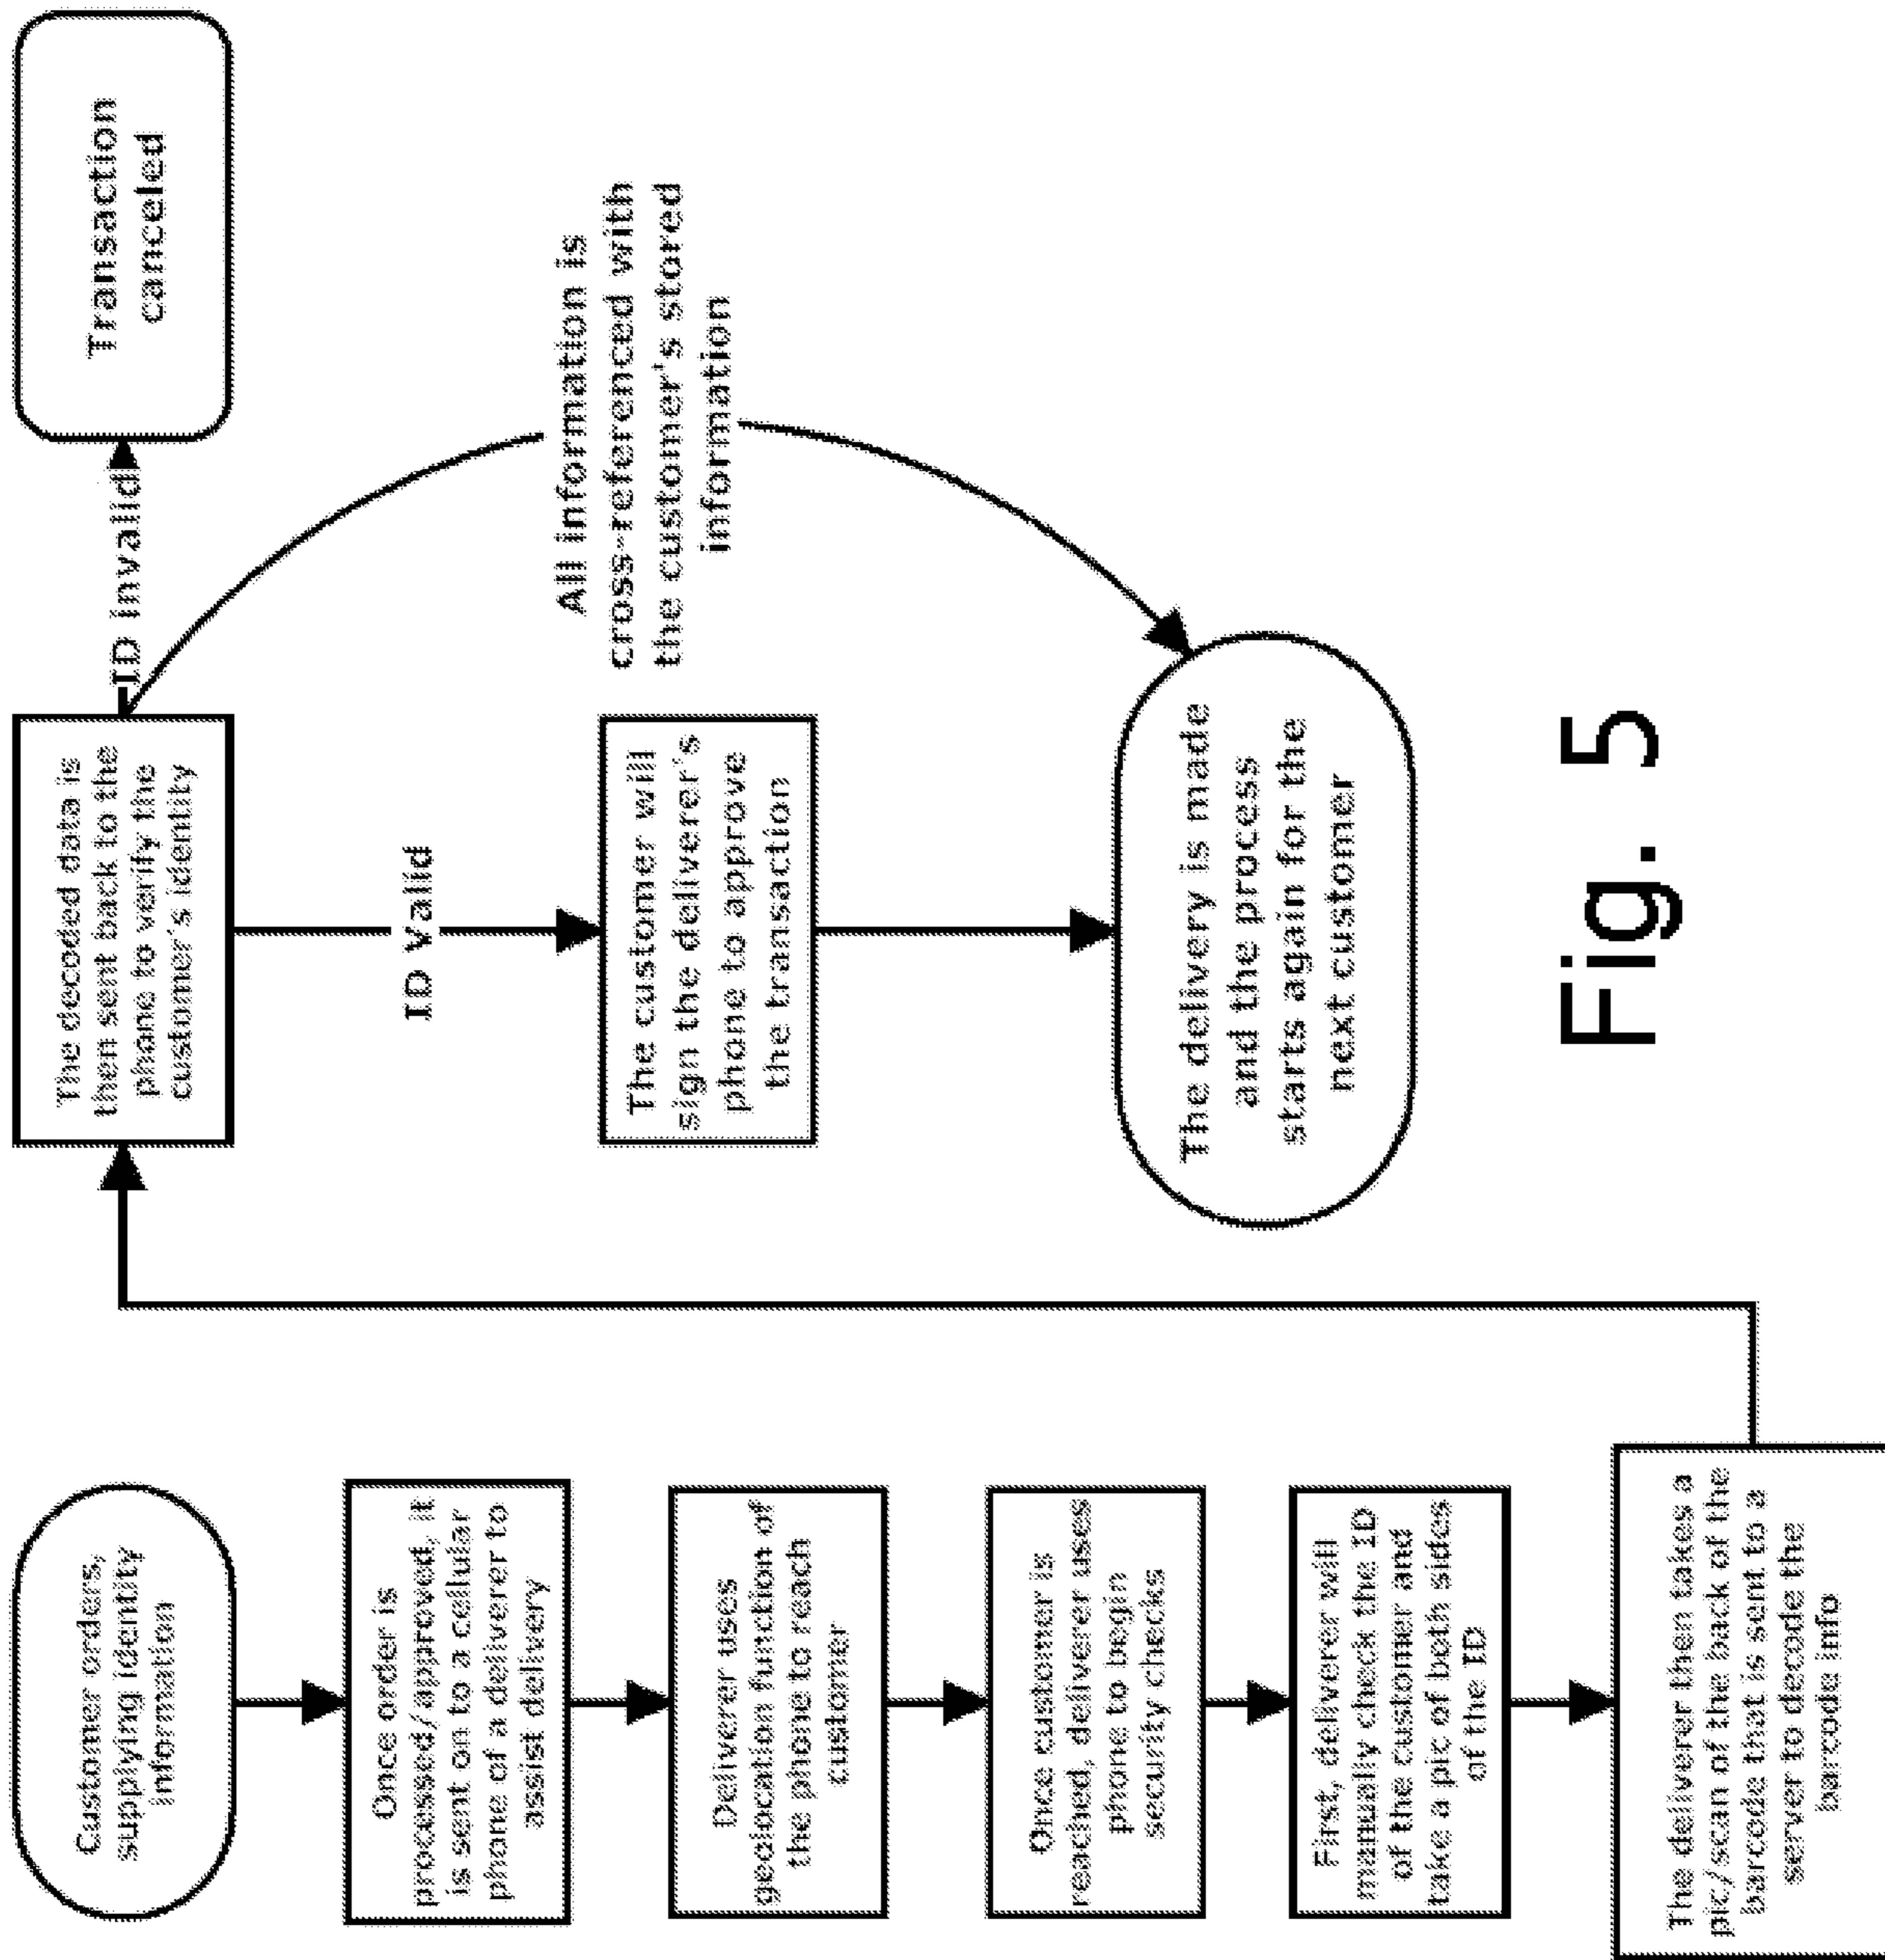 Customer orders,
supplying identity
information
Once order is
processed/approved, it
is sent on to a cellular
phone of a deliverer to
assist delivery
Deliverer uses
geolocation function of
the phone to reach
customer
Once customer is
reached, deliverer uses
phone to begin
security checks
First, deliverer will
manually check the ID
of the customer and
take a pic of both sides
of the ID
The deliverer then takes a
pic/scan of the back of the
barcode that is sent to a
server to decode the
barcode info
The decoded data is
then sent back to the
phone to verify the
customer's identity
ID invalid
Transaction
canceled
ID Valid
All information is
cross-referenced with
the customer's stored
information
The customer will
sign the deliverer's
phone to approve
the transaction
The delivery is made
and the process
starts again for the
next customer
Fig. 5